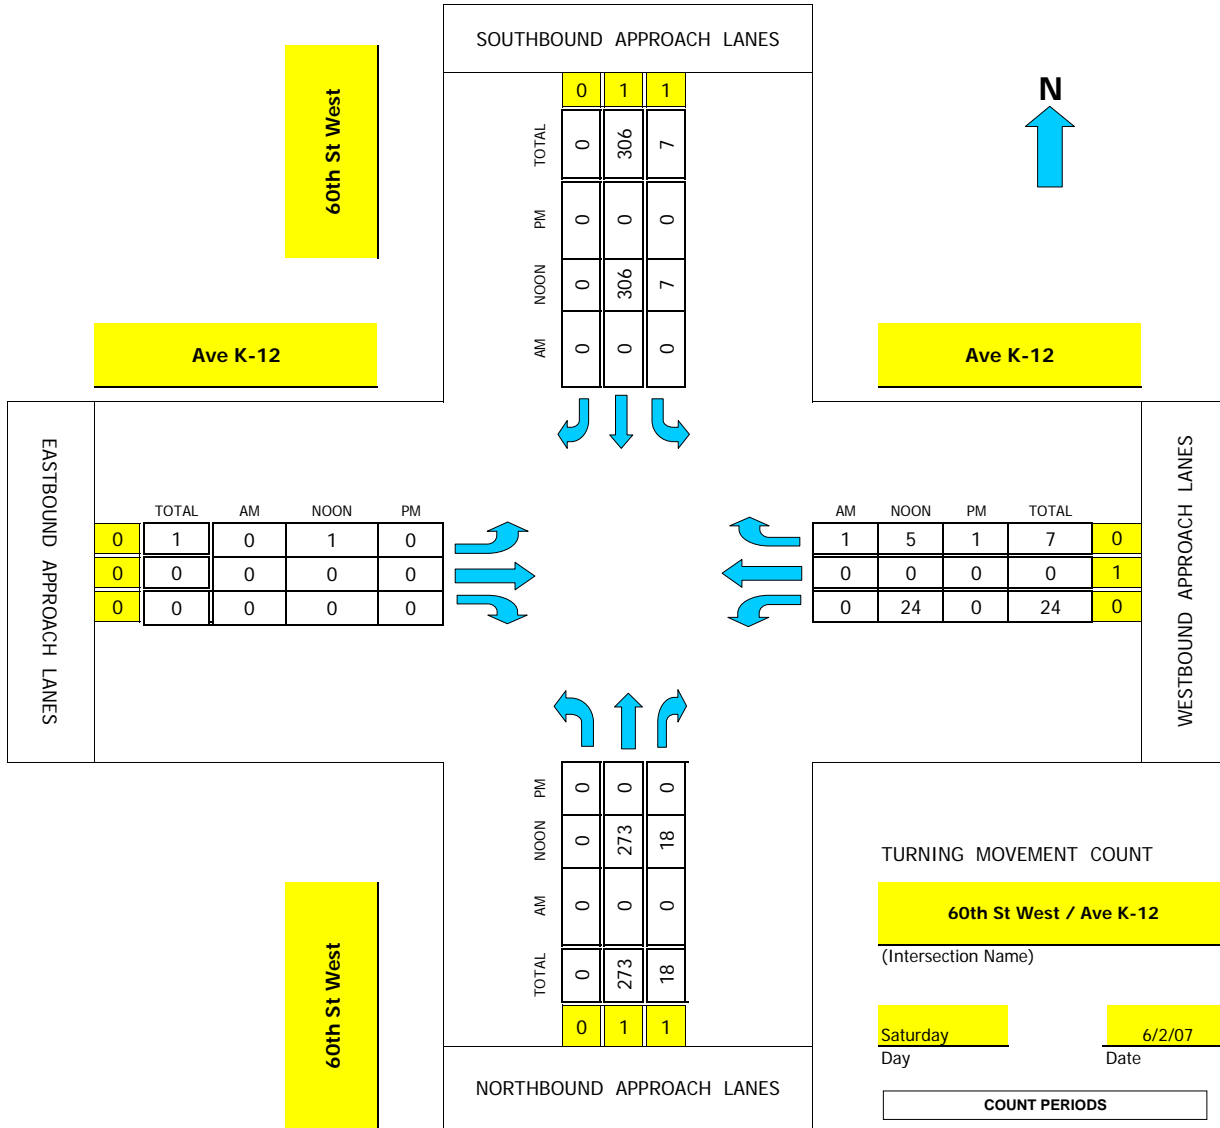 SOUTHBOUND APPROACH LANES
0 1 1
TOTAL 0 306 7
PM 0 0 0
NOON 0 306 7
AM 0 0 0
60th St West
N
Ave K-12
Ave K-12
EASTBOUND APPROACH LANES
TOTAL AM NOON PM
0 1 0 1 0
0 0 0 0 0
0 0 0 0 0
AM NOON PM TOTAL
1 5 1 7 0
0 0 0 0 1
0 24 0 24 0
WESTBOUND APPROACH LANES
PM 0 0 0
NOON 0 273 18
AM 0 0 0
TOTAL 0 273 18
0 1 1
NORTHBOUND APPROACH LANES
60th St West
TURNING MOVEMENT COUNT
60th St West / Ave K-12
(Intersection Name)
Saturday 6/2/07
Day Date
COUNT PERIODS